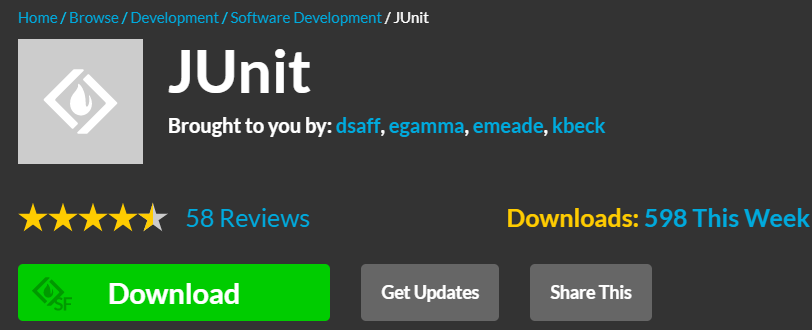 Home / Browse / Development / Software Development / JUnit
JUnit
Brought to you by: dsaff, egamma, emeade, kbeck
58 Reviews
Downloads: 598 This Week
SF
Download
Get Updates
Share This